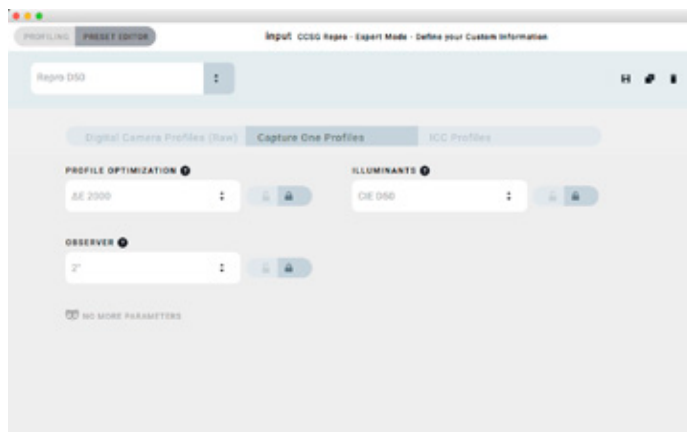 PROFILING PRESET EDITOR input CCSG Repro - Expert Mode - Define your Custom Information
Repro D50
Digital Camera Profiles (Raw) Capture One Profiles ICC Profiles
PROFILE OPTIMIZATION ? ILLUMINANTS ?
ΔE 2000 CIE D50
OBSERVER ?
2°
NO MORE PARAMETERS